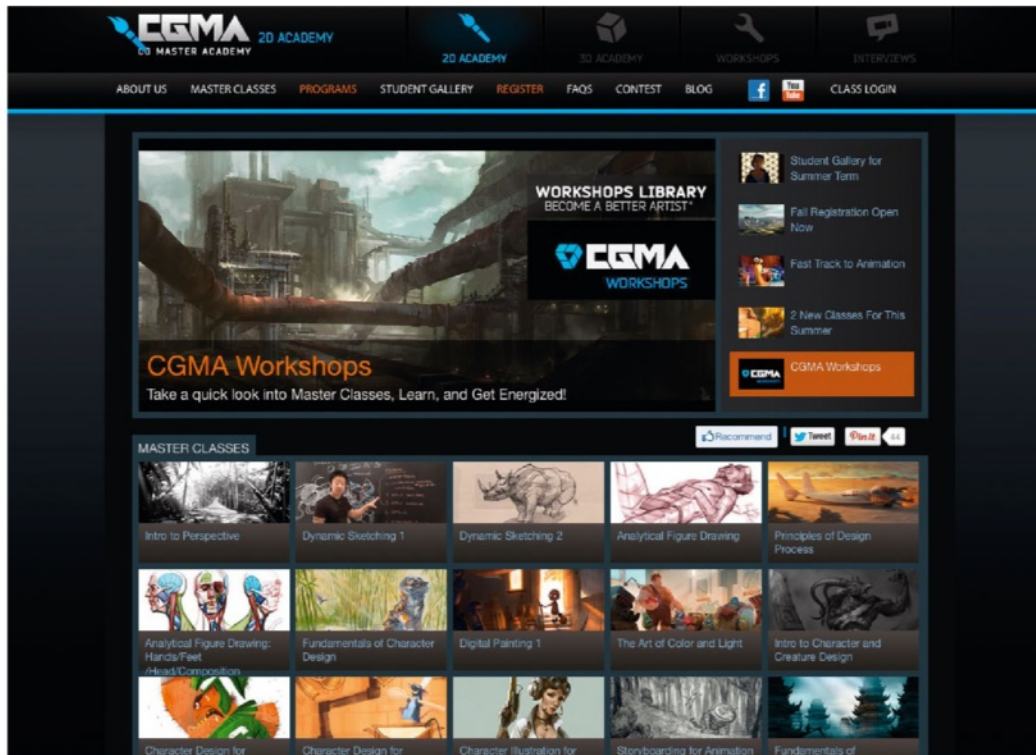 CGMA 2D ACADEMY
CG MASTER ACADEMY
2D ACADEMY
3D ACADEMY
WORKSHOPS
INTERVIEWS
ABOUT US MASTER CLASSES PROGRAMS STUDENT GALLERY REGISTER FAQS CONTEST BLOG f You Tube CLASS LOGIN
WORKSHOPS LIBRARY
BECOME A BETTER ARTIST
CGMA
WORKSHOPS
CGMA Workshops
Take a quick look into Master Classes, Learn, and Get Energized!
Student Gallery for
Summer Term
Fall Registration Open
Now
Fast Track to Animation
2 New Classes For This
Summer
CGMA
CGMA Workshops
Recommend Tweet Pin it 44
MASTER CLASSES
Intro to Perspective
Dynamic Sketching 1
Dynamic Sketching 2
Analytical Figure Drawing
Principles of Design
Process
Analytical Figure Drawing:
Hands/Feet
/Head/Composition
Fundamentals of Character
Design
Digital Painting 1
The Art of Color and Light
Intro to Character and
Creature Design
Character Design for
Character Design for
Character Illustration for
Storyboarding for Animation
Fundamentals of